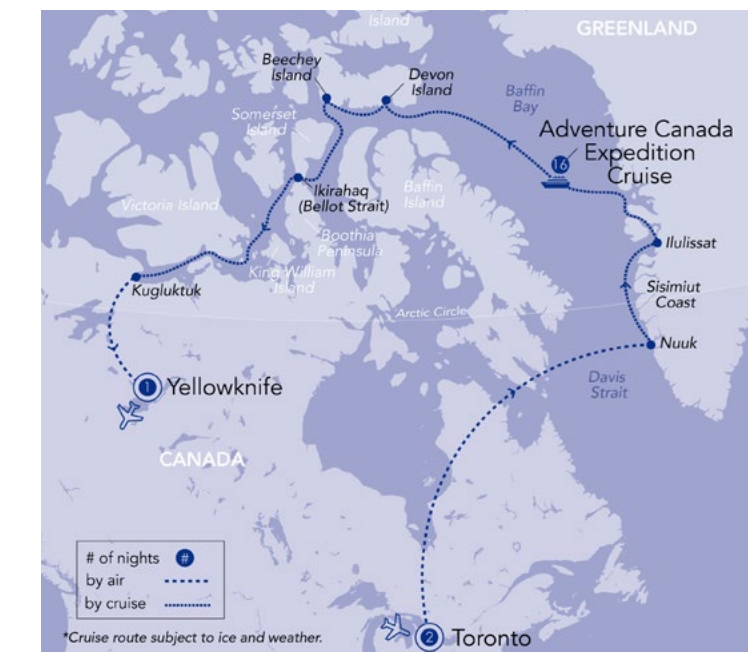 Island
GREENLAND
Beechey
Island
Devon
Island
Baffin
Bay
Somerset
Island
Adventure Canada
16
Expedition
Cruise
Ikirahaq
(Bellot Strait)
Baffin
Island
Victoria Island
Boothia
Peninsula
King William
Island
Ilulissat
Kugluktuk
Sisimiut
Coast
Arctic Circle
Nuuk
1
Yellowknife
Davis
Strait
CANADA
# of nights #
by air
by cruise
*Cruise route subject to ice and weather.
2
Toronto